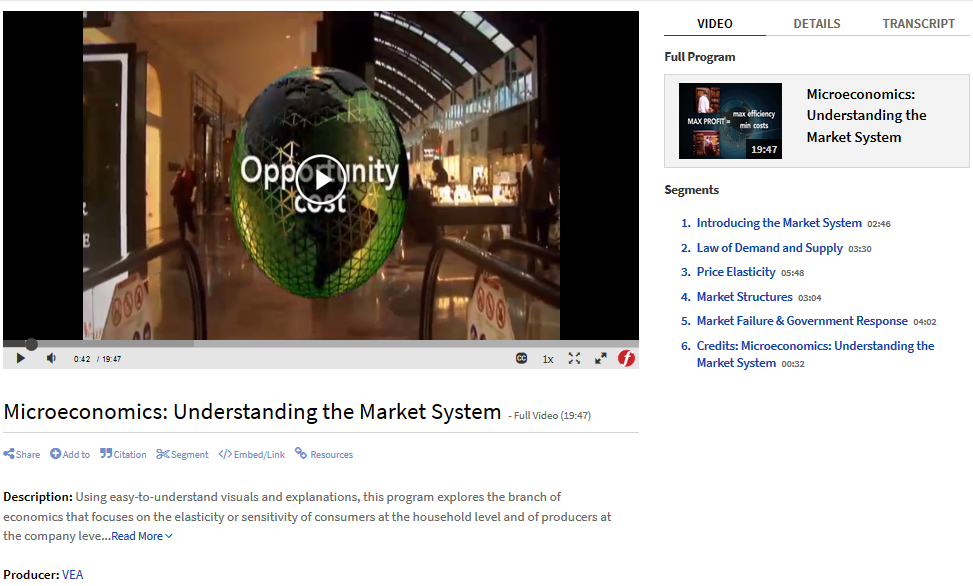 Opportunity
cost
E
0:42 / 19:47
CC
1x
f
Microeconomics: Understanding the Market System - Full Video (19:47)
Share Add to Citation Segment </> Embed/Link Resources
Description: Using easy-to-understand visuals and explanations, this program explores the branch of
economics that focuses on the elasticity or sensitivity of consumers at the household level and of producers at
the company leve...Read More
Producer: VEA
VIDEO DETAILS TRANSCRIPT
Full Program
MAX PROFIT = max efficiency
min costs
19:47
Microeconomics:
Understanding the
Market System
Segments
1. Introducing the Market System 02:46
2. Law of Demand and Supply 03:30
3. Price Elasticity 05:48
4. Market Structures 03:04
5. Market Failure & Government Response 04:02
6. Credits: Microeconomics: Understanding the
Market System 00:32